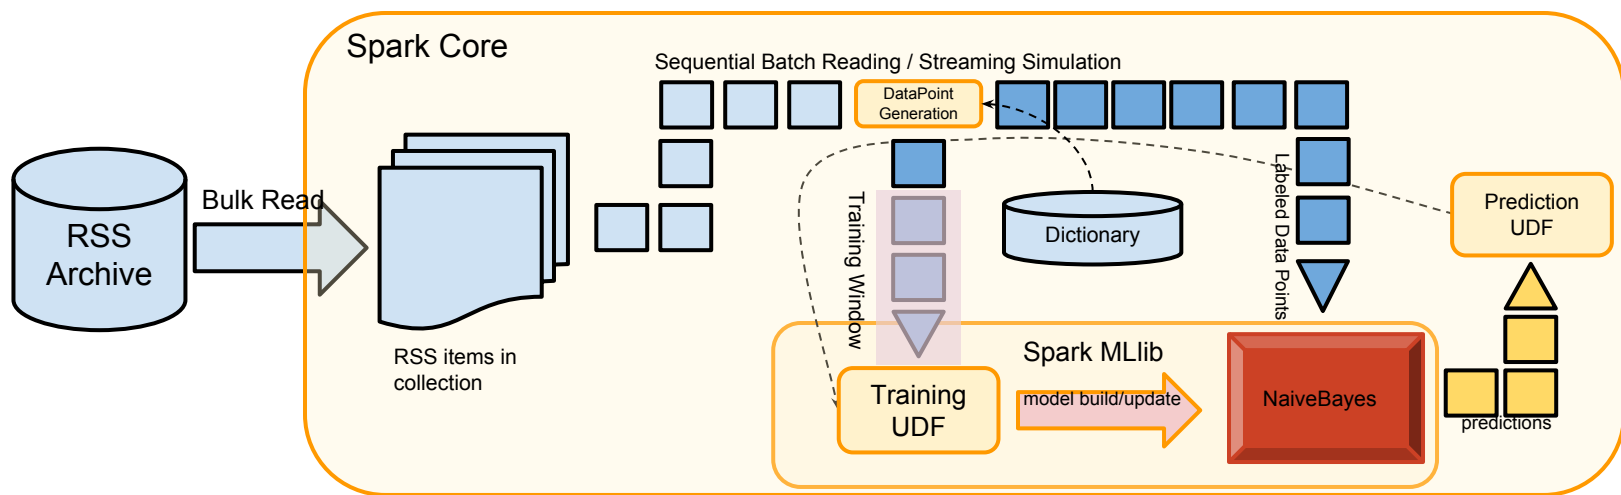 Spark Core
Sequential Batch Reading / Streaming Simulation
DataPoint
Generation
RSS
Archive
Bulk Read
RSS items in
collection
Training Window
Dictionary
Labeled Data Points
Prediction
UDF
Spark MLlib
Training
UDF
model build/update
NaiveBayes
predictions